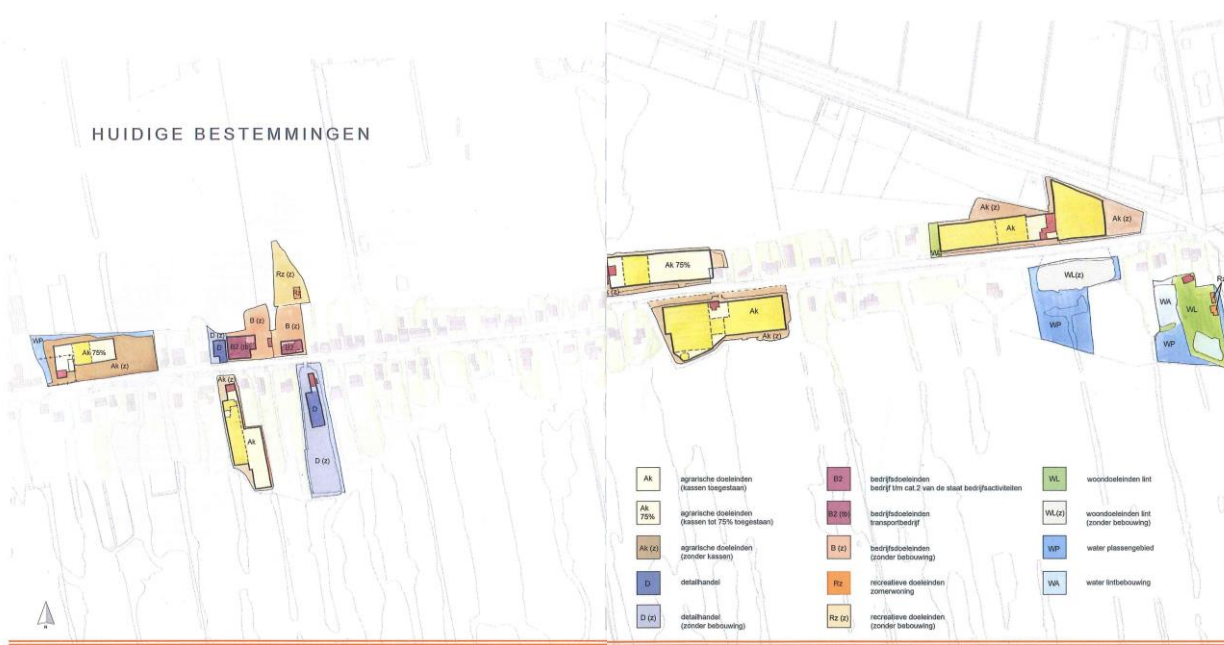 HUIDIGE BESTEMMINGEN
WP
Ak 75%
Ak (z)
D (z)
D
B2 (tb)
B (z)
B (z)
B2
Rz (z)
Rz
Ak (z)
Ak
D
D (z)
Ak 75%
Ak
Ak (z)
WL
Ak
Ak (z)
Ak (z)
WL(z)
WP
WA
WL
WP
Ak
agrarische doeleinden
(kassen toegestaan)
Ak
75%
agrarische doeleinden
(kassen tot 75% toegestaan)
Ak (z)
agrarische doeleinden
(zonder kassen)
D
detailhandel
D (z)
detailhandel
(zonder bebouwing)
B2
bedrijfsdoeleinden
bedrijf t/m cat.2 van de staat bedrijfsactiviteiten
B2 (tb)
bedrijfsdoeleinden
transportbedrijf
B (z)
bedrijfsdoeleinden
(zonder bebouwing)
Rz
recreatieve doeleinden
zomerwoning
Rz (z)
recreatieve doeleinden
(zonder bebouwing)
WL
woondoeleinden lint
WL(z)
woondoeleinden lint
(zonder bebouwing)
WP
water plassengebied
WA
water lintbebouwing